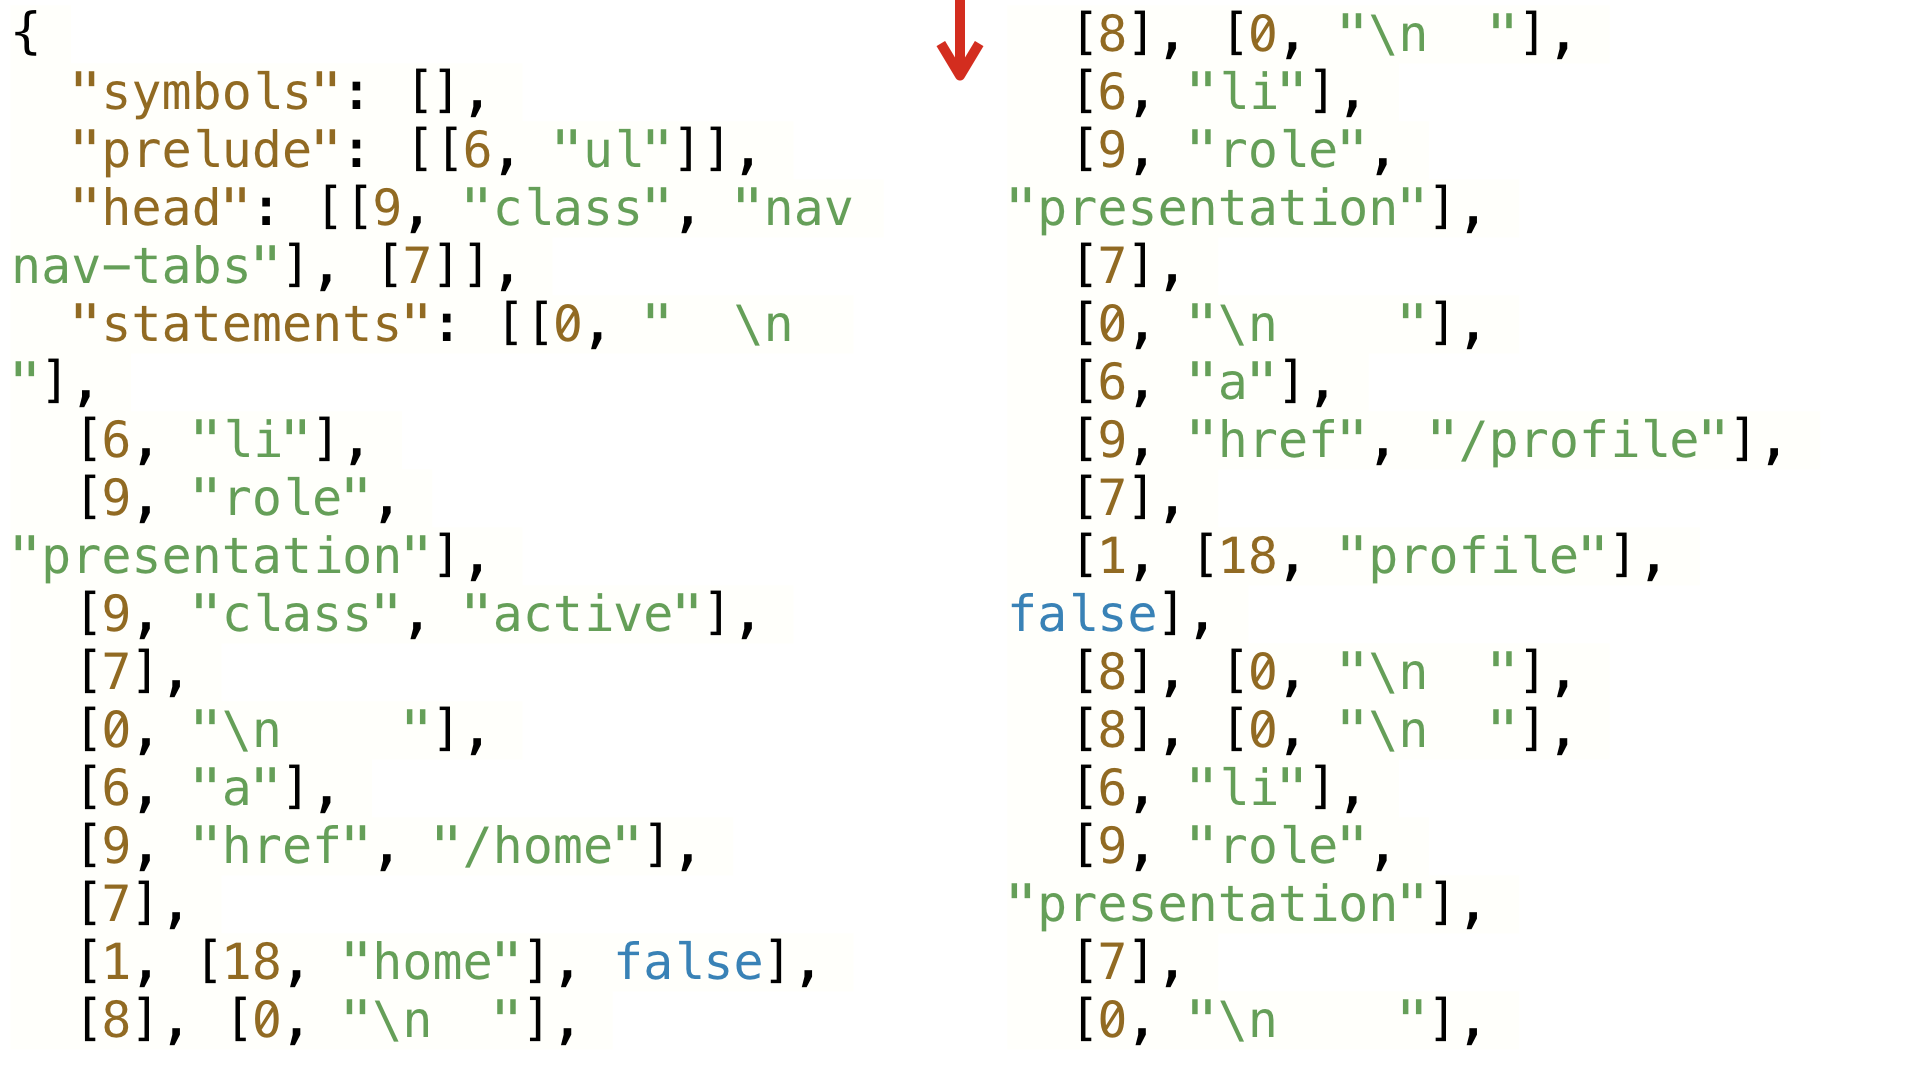 {
  "symbols": [],
  "prelude": [[6, "ul"]],
  "head": [[9, "class", "nav
nav-tabs"], [7]],
  "statements": [[0, "  \n
"],
  [6, "li"],
  [9, "role",
"presentation"],
  [9, "class", "active"],
  [7],
  [0, "\n    "],
  [6, "a"],
  [9, "href", "/home"],
  [7],
  [1, [18, "home"], false],
  [8], [0, "\n  "],
  [8], [0, "\n  "],
  [6, "li"],
  [9, "role",
"presentation"],
  [7],
  [0, "\n    "],
  [6, "a"],
  [9, "href", "/profile"],
  [7],
  [1, [18, "profile"],
false],
  [8], [0, "\n  "],
  [8], [0, "\n  "],
  [6, "li"],
  [9, "role",
"presentation"],
  [7],
  [0, "\n    "],